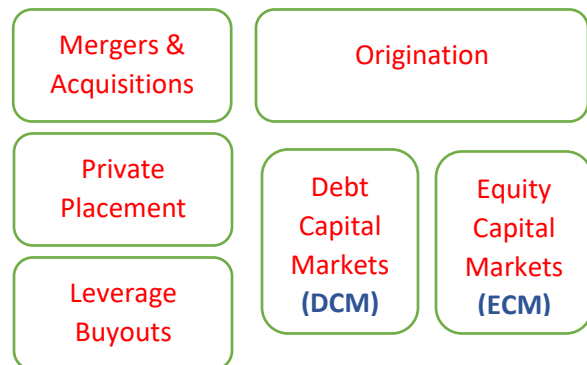 Mergers &
Acquisitions
Origination
Private
Placement
Debt
Capital
Markets
(DCM)
Equity
Capital
Markets
(ECM)
Leverage
Buyouts